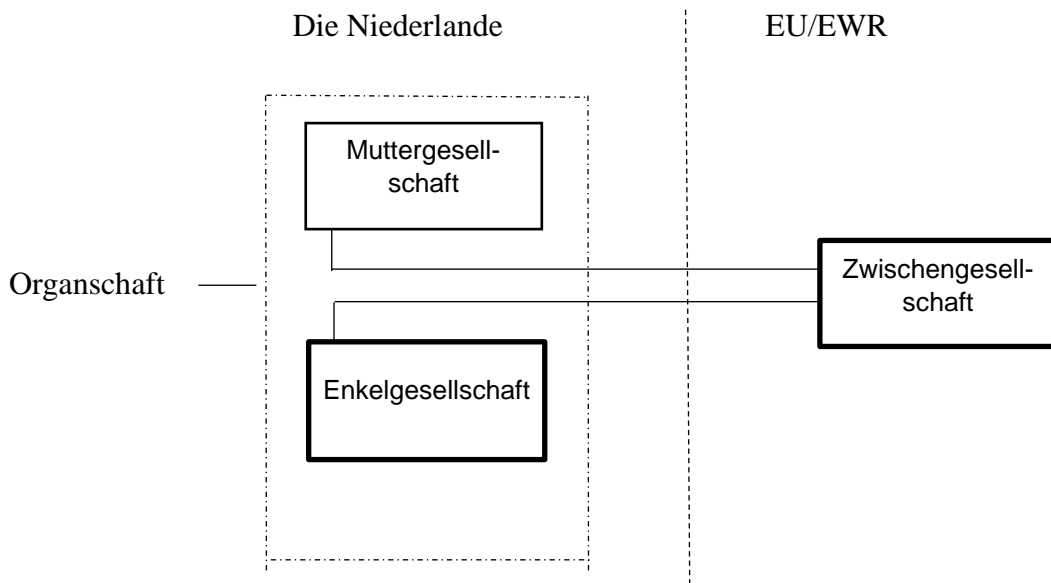 Die Niederlande
EU/EWR
Muttergesell-
schaft
Organschaft
Zwischengesell-
schaft
Enkelgesellschaft